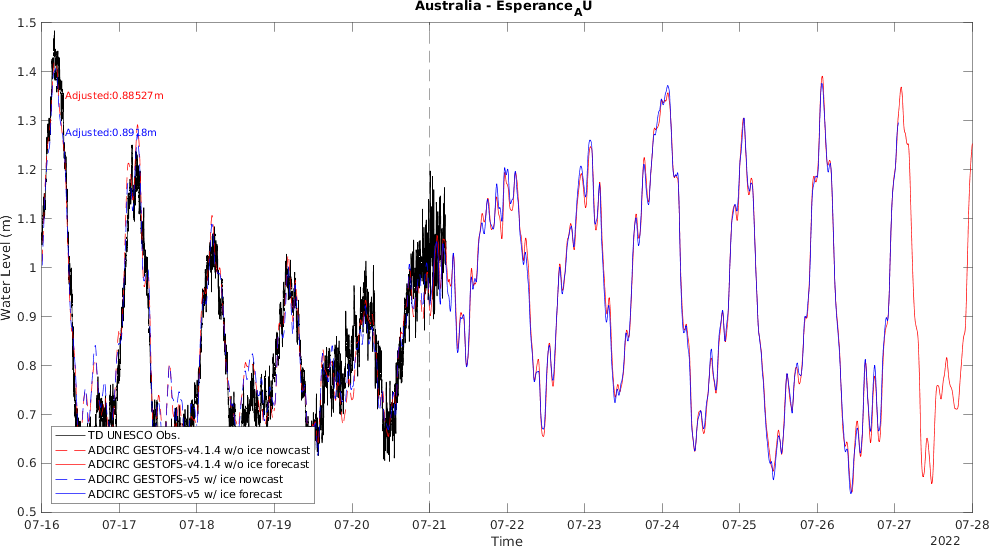 Australia - Esperance_AU
1.5
1.4
1.3
1.2
1.1
1
0.9
0.8
0.7
0.6
0.5
Water Level (m)
Adjusted:0.88527m
Adjusted:0.8918m
TD UNESCO Obs.
ADCIRC GESTOFS-v4.1.4 w/o ice nowcast
ADCIRC GESTOFS-v4.1.4 w/o ice forecast
ADCIRC GESTOFS-v5 w/ ice nowcast
ADCIRC GESTOFS-v5 w/ ice forecast
07-16 07-17 07-18 07-19 07-20 07-21 07-22 07-23 07-24 07-25 07-26 07-27 07-28
Time
2022